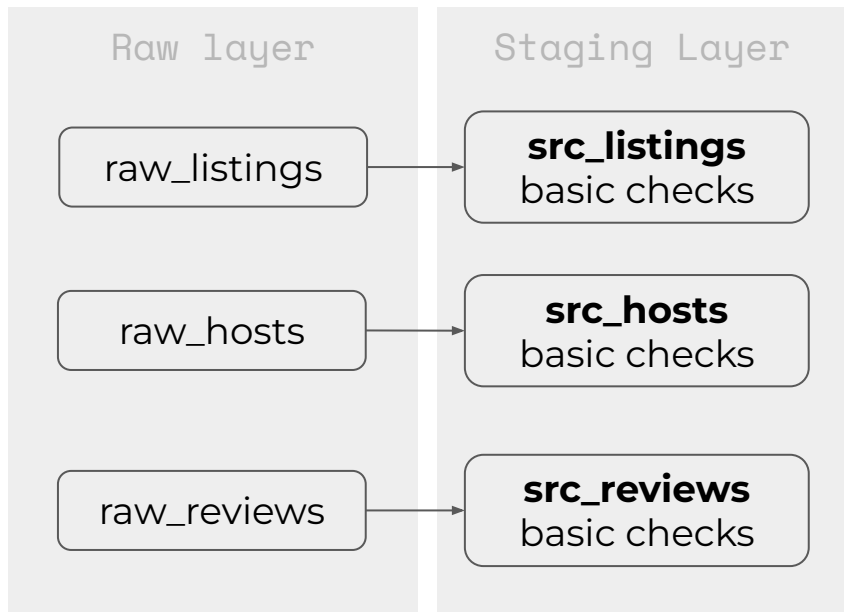 Raw layer
Staging Layer
raw_listings
src_listings
basic checks
raw_hosts
src_hosts
basic checks
raw_reviews
src_reviews
basic checks